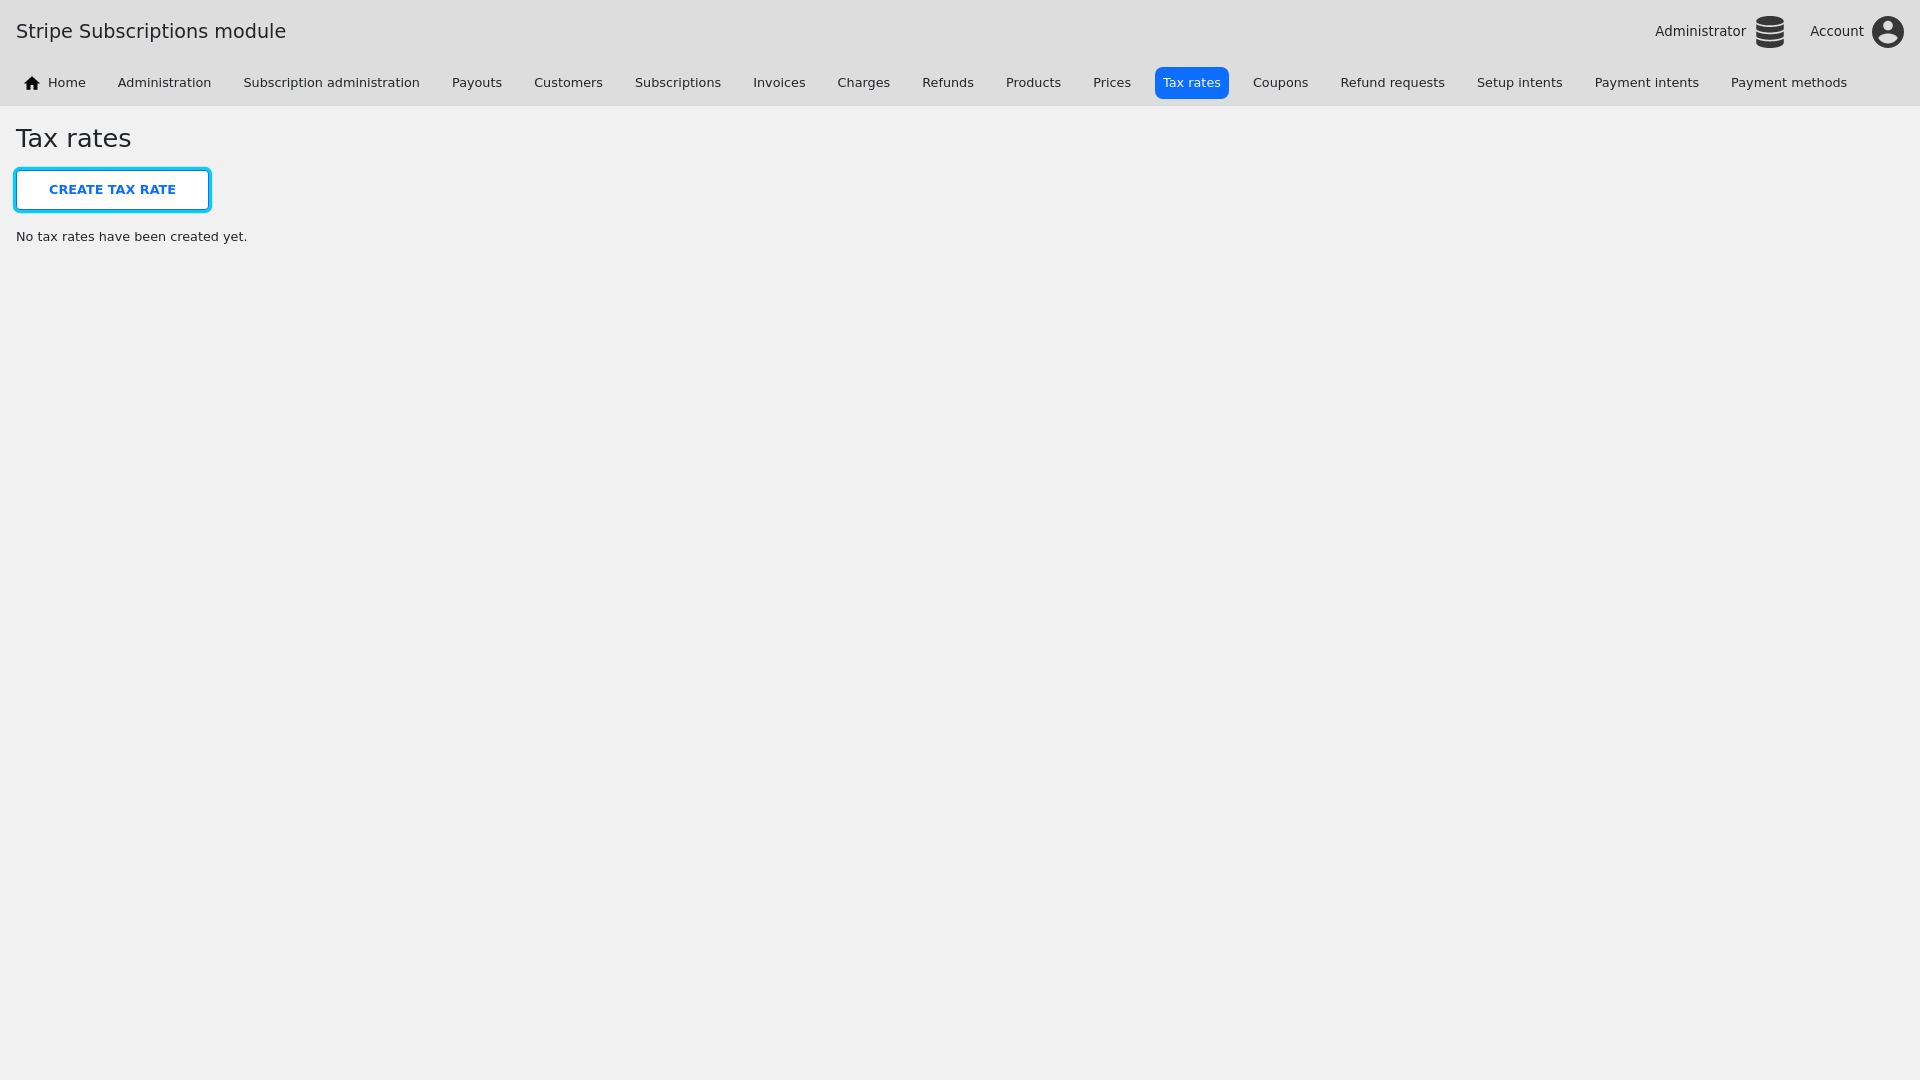 Stripe Subscriptions module
Administrator Account
Home Administration Subscription administration Payouts Customers Subscriptions Invoices Charges Refunds Products Prices Tax rates Coupons Refund requests Setup intents Payment intents Payment methods
Tax rates
CREATE TAX RATE
No tax rates have been created yet.